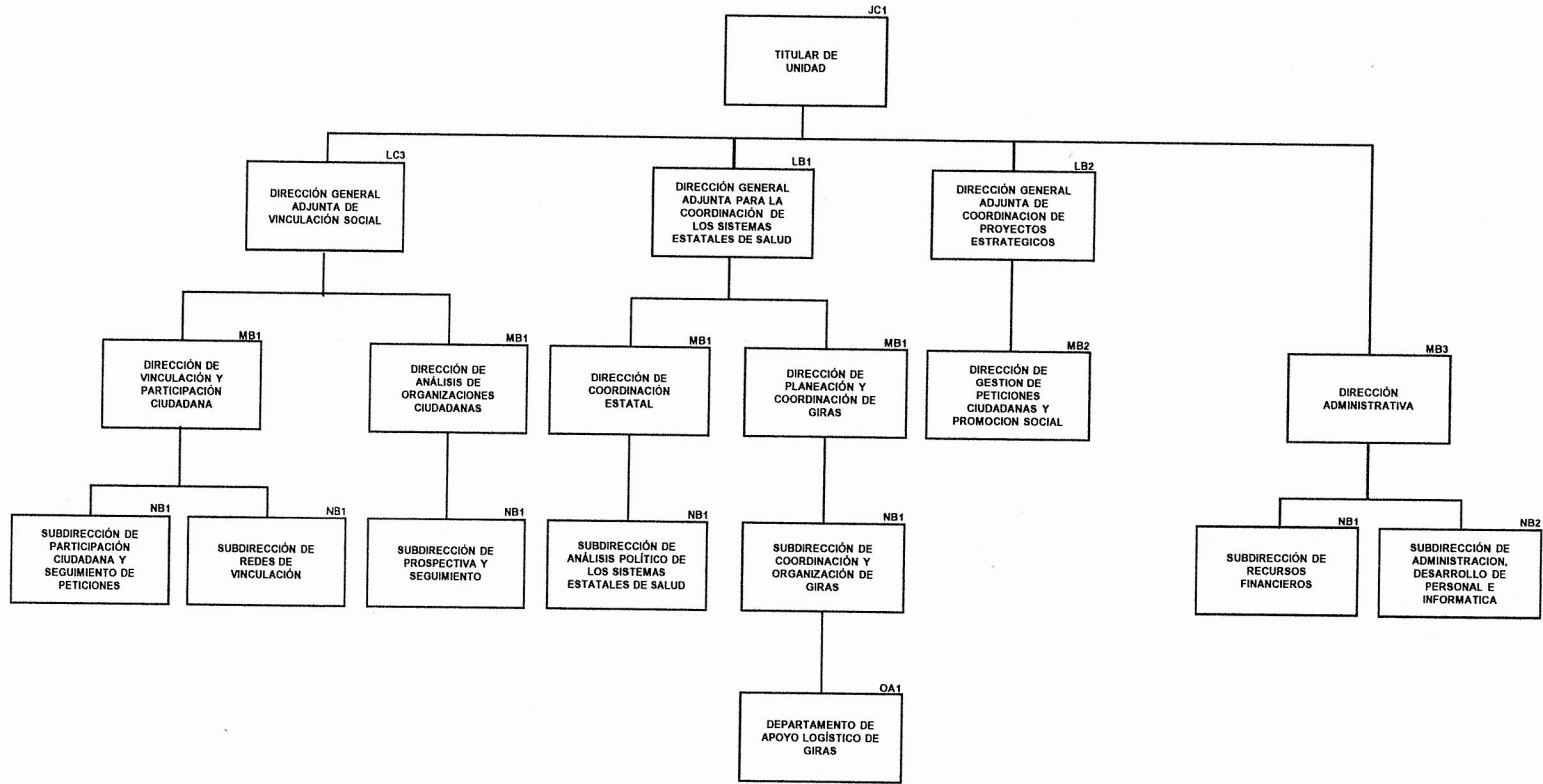 JC1
TITULAR DE
UNIDAD
LC3
DIRECCIÓN GENERAL
ADJUNTA DE
VINCULACIÓN SOCIAL
LB1
DIRECCIÓN GENERAL
ADJUNTA PARA LA
COORDINACIÓN DE
LOS SISTEMAS
ESTATALES DE SALUD
LB2
DIRECCIÓN GENERAL
ADJUNTA DE
COORDINACION DE
PROYECTOS
ESTRATEGICOS
MB1
DIRECCIÓN DE
VINCULACIÓN Y
PARTICIPACIÓN
CIUDADANA
MB1
DIRECCIÓN DE
ANÁLISIS DE
ORGANIZACIONES
CIUDADANAS
MB1
DIRECCIÓN DE
COORDINACIÓN
ESTATAL
MB1
DIRECCIÓN DE
PLANEACIÓN Y
COORDINACIÓN DE
GIRAS
MB2
DIRECCIÓN DE
GESTION DE
PETICIONES
CIUDADANAS Y
PROMOCION SOCIAL
MB3
DIRECCIÓN
ADMINISTRATIVA
NB1
SUBDIRECCIÓN DE
PARTICIPACIÓN
CIUDADANA Y
SEGUIMIENTO DE
PETICIONES
NB1
SUBDIRECCIÓN DE
REDES DE
VINCULACIÓN
NB1
SUBDIRECCIÓN DE
PROSPECTIVA Y
SEGUIMIENTO
NB1
SUBDIRECCIÓN DE
ANÁLISIS POLÍTICO DE
LOS SISTEMAS
ESTATALES DE SALUD
NB1
SUBDIRECCIÓN DE
COORDINACIÓN Y
ORGANIZACIÓN DE
GIRAS
NB1
SUBDIRECCIÓN DE
RECURSOS
FINANCIEROS
NB2
SUBDIRECCIÓN DE
ADMINISTRACION,
DESARROLLO DE
PERSONAL E
INFORMATICA
OA1
DEPARTAMENTO DE
APOYO LOGÍSTICO DE
GIRAS